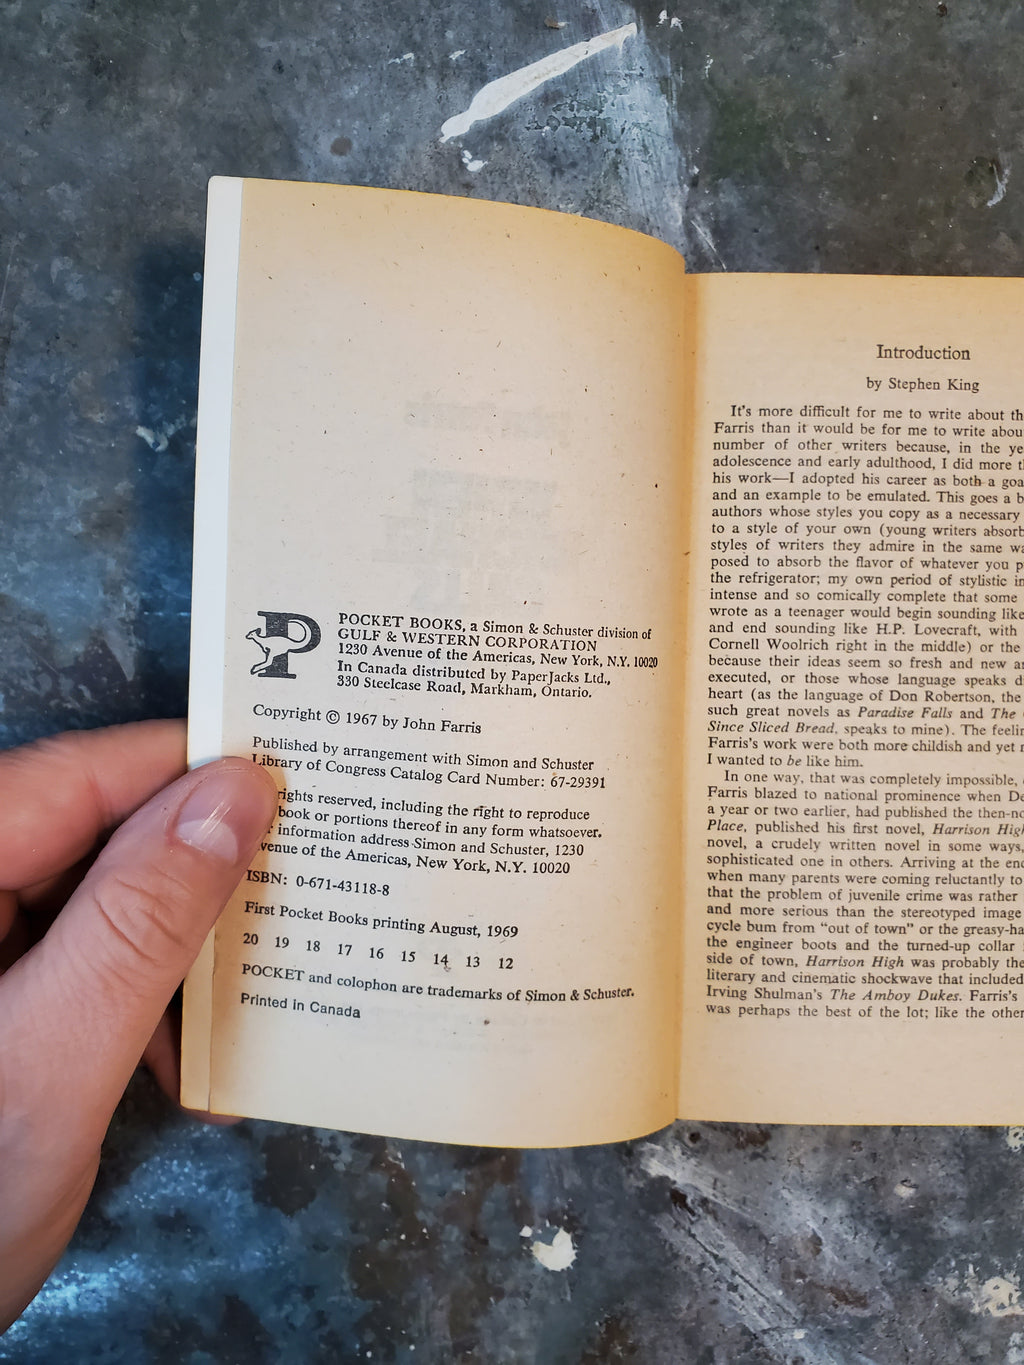 POCKET BOOKS, a Simon & Schuster division of
GULF & WESTERN CORPORATION
1230 Avenue of the Americas, New York, N.Y. 10020
In Canada distributed by PaperJacks Ltd.,
330 Steelcase Road, Markham, Ontario.
Copyright © 1967 by John Farris
Published by arrangement with Simon and Schuster
Library of Congress Catalog Card Number: 67-29391
rights reserved, including the right to reproduce
book or portions thereof in any form whatsoever.
information address Simon and Schuster, 1230
venue of the Americas, New York, N.Y. 10020
ISBN: 0-671-43118-8
First Pocket Books printing August, 1969
20 19 18 17 16 15 14 13 12
POCKET and colophon are trademarks of Simon & Schuster.
Printed in Canada
Introduction
by Stephen King
It's more difficult for me to write about th
Farris than it would be for me to write abou
number of other writers because, in the ye
adolescence and early adulthood, I did more t
his work—I adopted his career as both a goa
and an example to be emulated. This goes a b
authors whose styles you copy as a necessary
to a style of your own (young writers absorb
styles of writers they admire in the same wa
posed to absorb the flavor of whatever you p
the refrigerator; my own period of stylistic in
intense and so comically complete that some
wrote as a teenager would begin sounding like
and end sounding like H.P. Lovecraft, with
Cornell Woolrich right in the middle) or the
because their ideas seem so fresh and new a
executed, or those whose language speaks d
heart (as the language of Don Robertson, the
such great novels as Paradise Falls and The
Since Sliced Bread, speaks to mine). The feelin
Farris's work were both more childish and yet
I wanted to be like him.
In one way, that was completely impossible,
Farris blazed to national prominence when De
a year or two earlier, had published the then-no
Place, published his first novel, Harrison High
novel, a crudely written novel in some ways,
sophisticated one in others. Arriving at the end
when many parents were coming reluctantly to
that the problem of juvenile crime was rather
and more serious than the stereotyped image
cycle bum from "out of town" or the greasy-ha
the engineer boots and the turned-up collar
side of town, Harrison High was probably the
literary and cinematic shockwave that included
Irving Shulman's The Amboy Dukes. Farris's
was perhaps the best of the lot; like the other